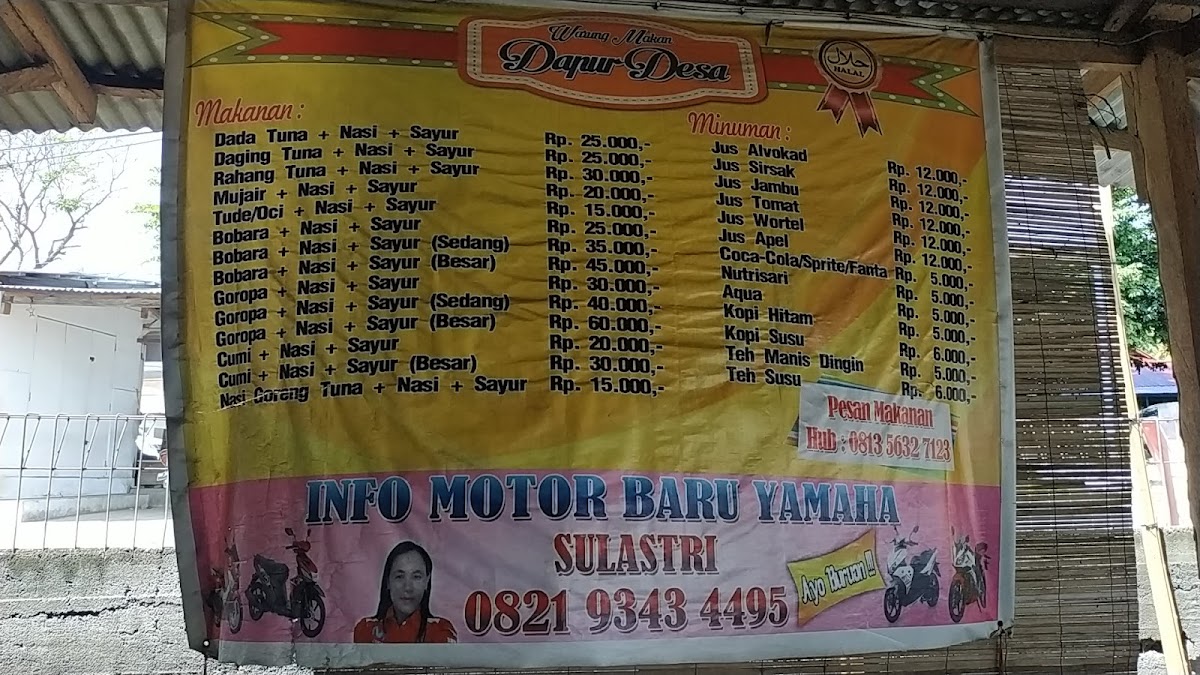 Warung Makan
Dapur Desa
HALAL
حلال
Makanan :
Dada Tuna + Nasi + Sayur Rp. 25.000,-
Daging Tuna + Nasi + Sayur Rp. 25.000,-
Rahang Tuna + Nasi + Sayur Rp. 30.000,-
Mujair + Nasi + Sayur Rp. 20.000,-
Tude/Oci + Nasi + Sayur Rp. 15.000,-
Bobara + Nasi + Sayur Rp. 25.000,-
Bobara + Nasi + Sayur (Sedang) Rp. 35.000,-
Bobara + Nasi + Sayur (Besar) Rp. 45.000,-
Goropa + Nasi + Sayur Rp. 30.000,-
Goropa + Nasi + Sayur (Sedang) Rp. 40.000,-
Goropa + Nasi + Sayur (Besar) Rp. 60.000,-
Cumi + Nasi + Sayur Rp. 20.000,-
Cumi + Nasi + Sayur (Besar) Rp. 30.000,-
Nasi Goreng Tuna + Nasi + Sayur Rp. 15.000,-
Minuman :
Jus Alvokad Rp. 12.000,-
Jus Sirsak Rp. 12.000,-
Jus Jambu Rp. 12.000,-
Jus Tomat Rp. 12.000,-
Jus Wortel Rp. 12.000,-
Jus Apel Rp. 12.000,-
Coca-Cola/Sprite/Fanta Rp. 5.000,-
Nutrisari Rp. 5.000,-
Aqua Rp. 5.000,-
Kopi Hitam Rp. 5.000,-
Kopi Susu Rp. 6.000,-
Teh Manis Dingin Rp. 5.000,-
Teh Susu Rp. 6.000,-
Pesan Makanan
Hub : 0813 5632 7123
INFO MOTOR BARU YAMAHA
SULASTRI
0821 9343 4495
Ayo Buruan !!